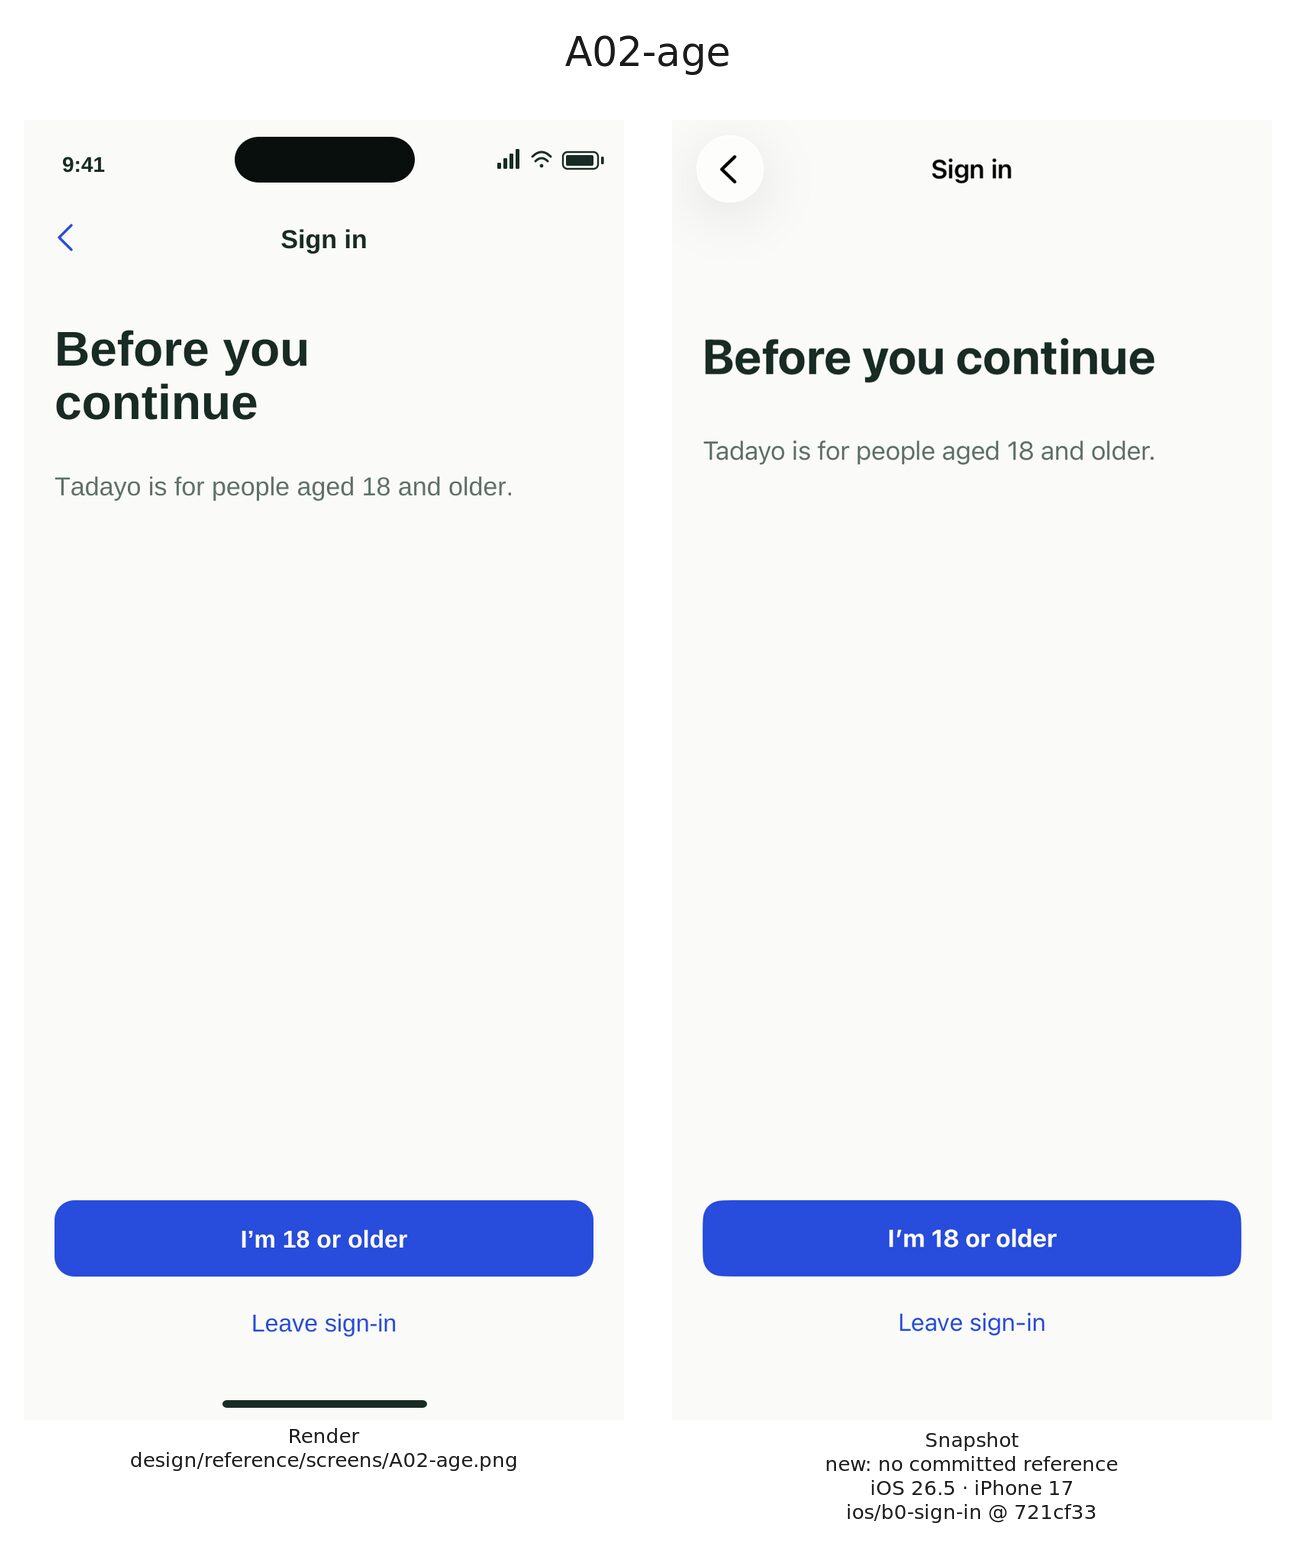 A02-age
9:41
Sign in
Before you
continue
Tadayo is for people aged 18 and older.
I’m 18 or older
Leave sign-in
Render
design/reference/screens/A02-age.png
Sign in
Before you continue
Tadayo is for people aged 18 and older.
I’m 18 or older
Leave sign-in
Snapshot
new: no committed reference
iOS 26.5 · iPhone 17
ios/b0-sign-in @ 721cf33